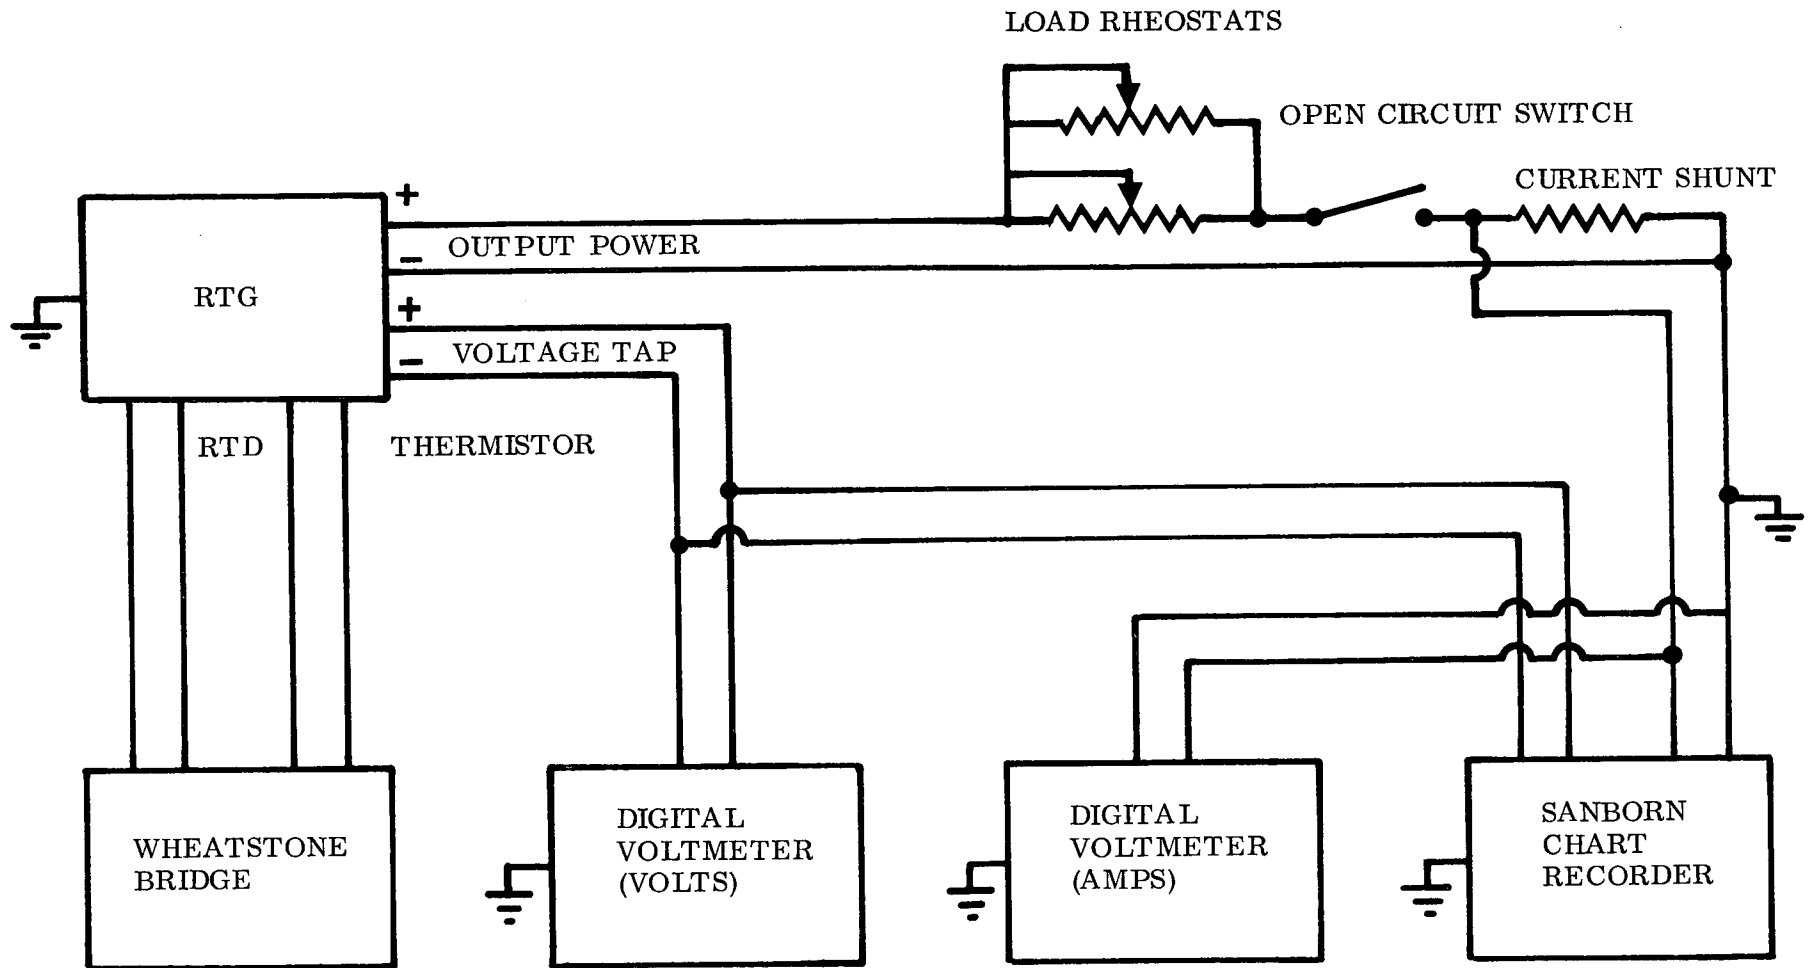 LOAD RHEOSTATS
OPEN CIRCUIT SWITCH
CURRENT SHUNT
+
OUTPUT POWER
−
RTG
+
VOLTAGE TAP
−
RTD
THERMISTOR
WHEATSTONE
BRIDGE
DIGITAL
VOLTMETER
(VOLTS)
DIGITAL
VOLTMETER
(AMPS)
SANBORN
CHART
RECORDER